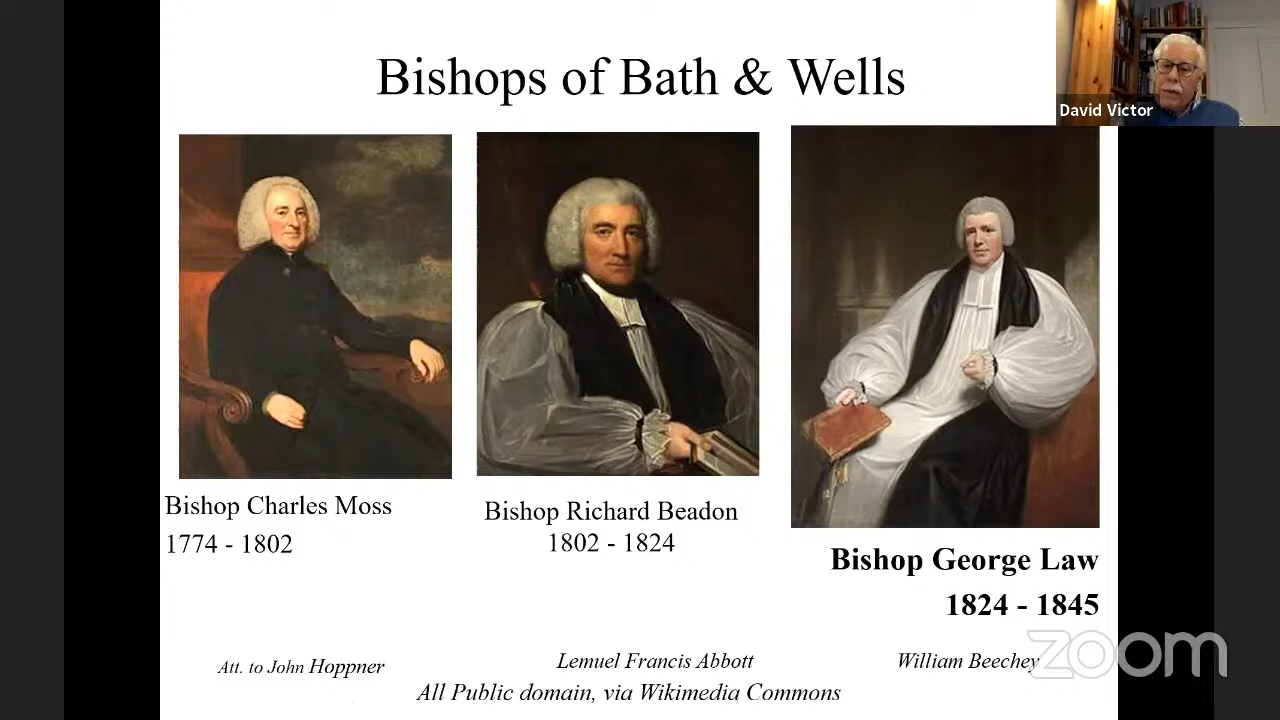 Bishops of Bath & Wells
David Victor
Bishop Charles Moss
1774 - 1802
Bishop Richard Beadon
1802 - 1824
Bishop George Law
1824 - 1845
Att. to John Hoppner
Lemuel Francis Abbott
William Beechey
All Public domain, via Wikimedia Commons
zoom